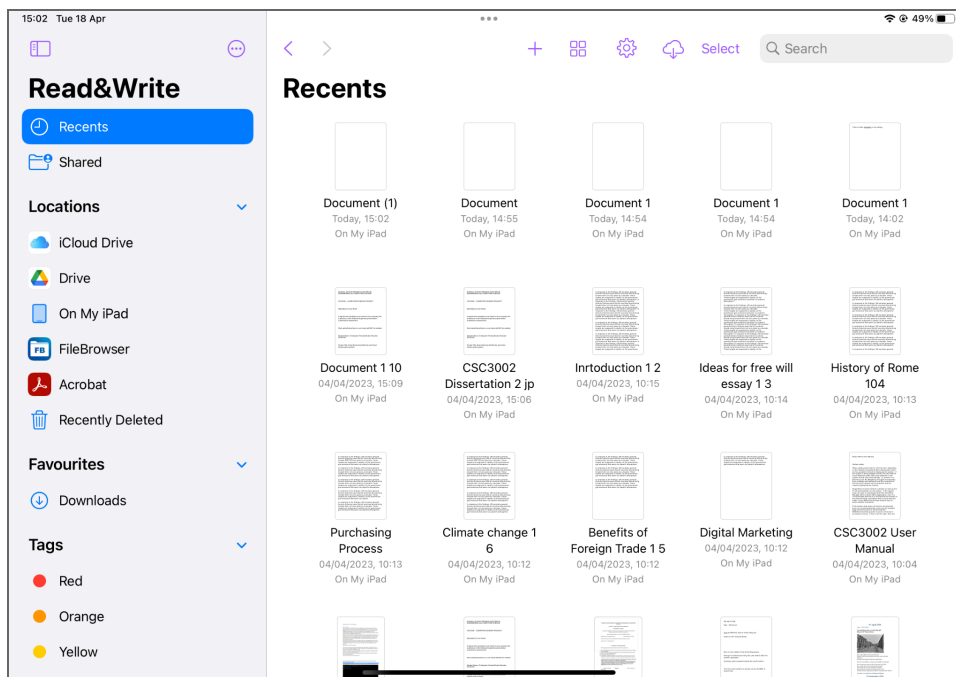 15:02 Tue 18 Apr
49%
Select
Search
Read&Write
Recents
Shared
Locations
iCloud Drive
Drive
On My iPad
FB
FileBrowser
Acrobat
Recently Deleted
Favourites
Downloads
Tags
Red
Orange
Yellow
Recents
Document (1)
Today, 15:02
On My iPad
Document
Today, 14:55
On My iPad
Document 1
Today, 14:54
On My iPad
Document 1
Today, 14:54
On My iPad
Document 1
Today, 14:02
On My iPad
Document 1 10
04/04/2023, 15:09
On My iPad
CSC3002
Dissertation 2 jp
04/04/2023, 15:06
On My iPad
Inrtoduction 1 2
04/04/2023, 10:15
On My iPad
Ideas for free will
essay 1 3
04/04/2023, 10:14
On My iPad
History of Rome
104
04/04/2023, 10:13
On My iPad
Purchasing
Process
04/04/2023, 10:13
On My iPad
Climate change 1
6
04/04/2023, 10:12
On My iPad
Benefits of
Foreign Trade 1 5
04/04/2023, 10:12
On My iPad
Digital Marketing
04/04/2023, 10:12
On My iPad
CSC3002 User
Manual
04/04/2023, 10:04
On My iPad